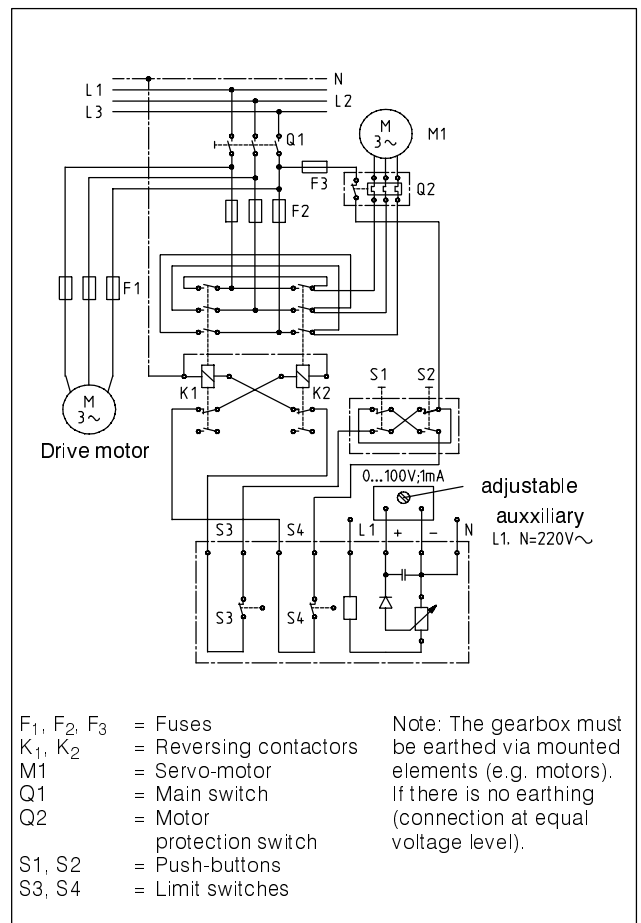 N
L1
L2
L3
Q1
M
3~
M1
F3
Q2
F2
F1
K1
K2
S1
S2
M
3~
Drive motor
0...100V;1mA
adjustable
auxxiliary
L1. N=220V~
S3
S4
L1
+
-
N
S3
S4
F1, F2, F3 = Fuses
K1, K2 = Reversing contactors
M1 = Servo-motor
Q1 = Main switch
Q2 = Motor
protection switch
S1, S2 = Push-buttons
S3, S4 = Limit switches
Note: The gearbox must
be earthed via mounted
elements (e.g. motors).
If there is no earthing
(connection at equal
voltage level).